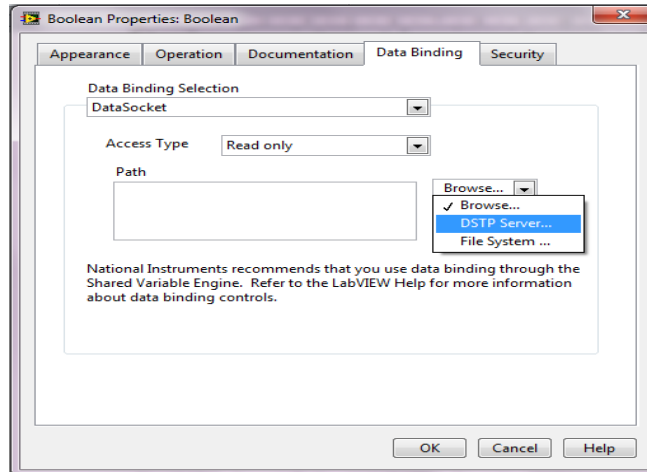 Boolean Properties: Boolean
Appearance Operation Documentation Data Binding Security
Data Binding Selection
DataSocket
Access Type Read only
Path
Browse...
✓ Browse...
DSTP Server...
File System ...
National Instruments recommends that you use data binding through the
Shared Variable Engine. Refer to the LabVIEW Help for more information
about data binding controls.
OK Cancel Help